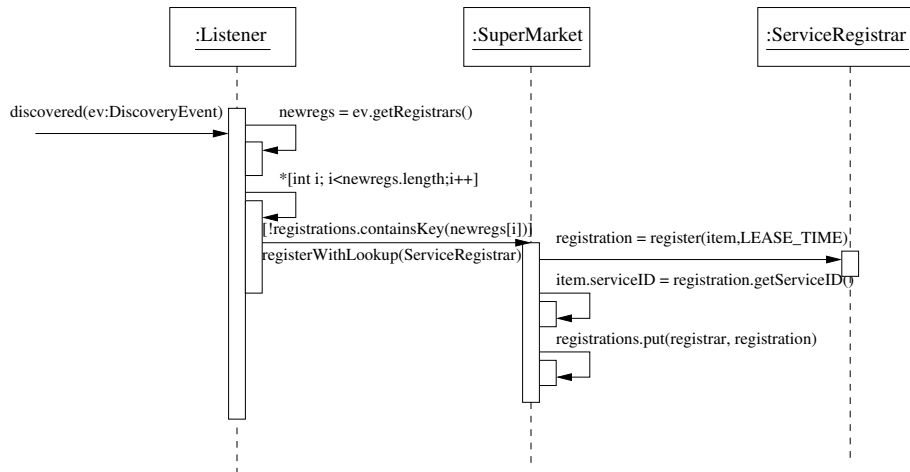 :Listener
:SuperMarket
:ServiceRegistrar
discovered(ev:DiscoveryEvent)
newregs = ev.getRegistrars()
*[int i; i<newregs.length;i++]
[!registrations.containsKey(newregs[i])]
registerWithLookup(ServiceRegistrar)
registration = register(item,LEASE_TIME)
item.serviceID = registration.getServiceID()
registrations.put(registrar, registration)